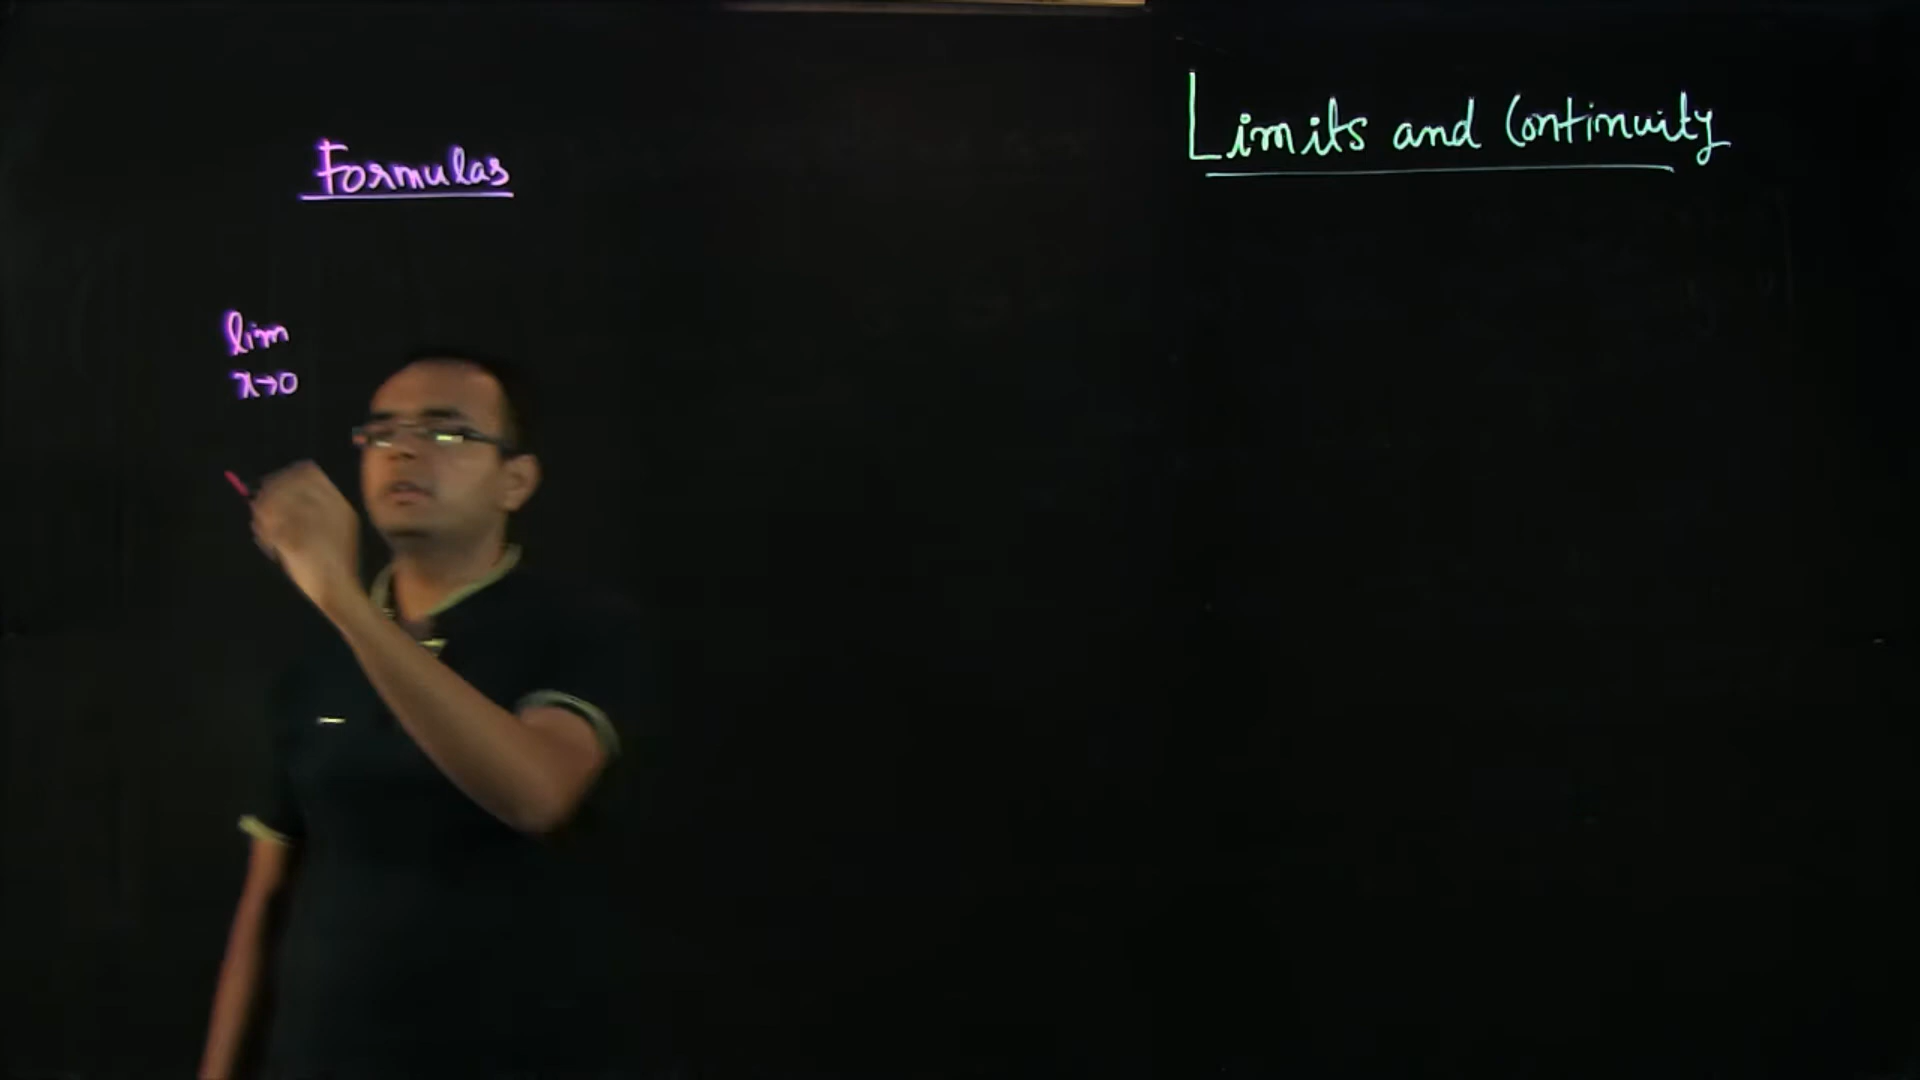 Limits and Continuity
Formulas
lim
x→0